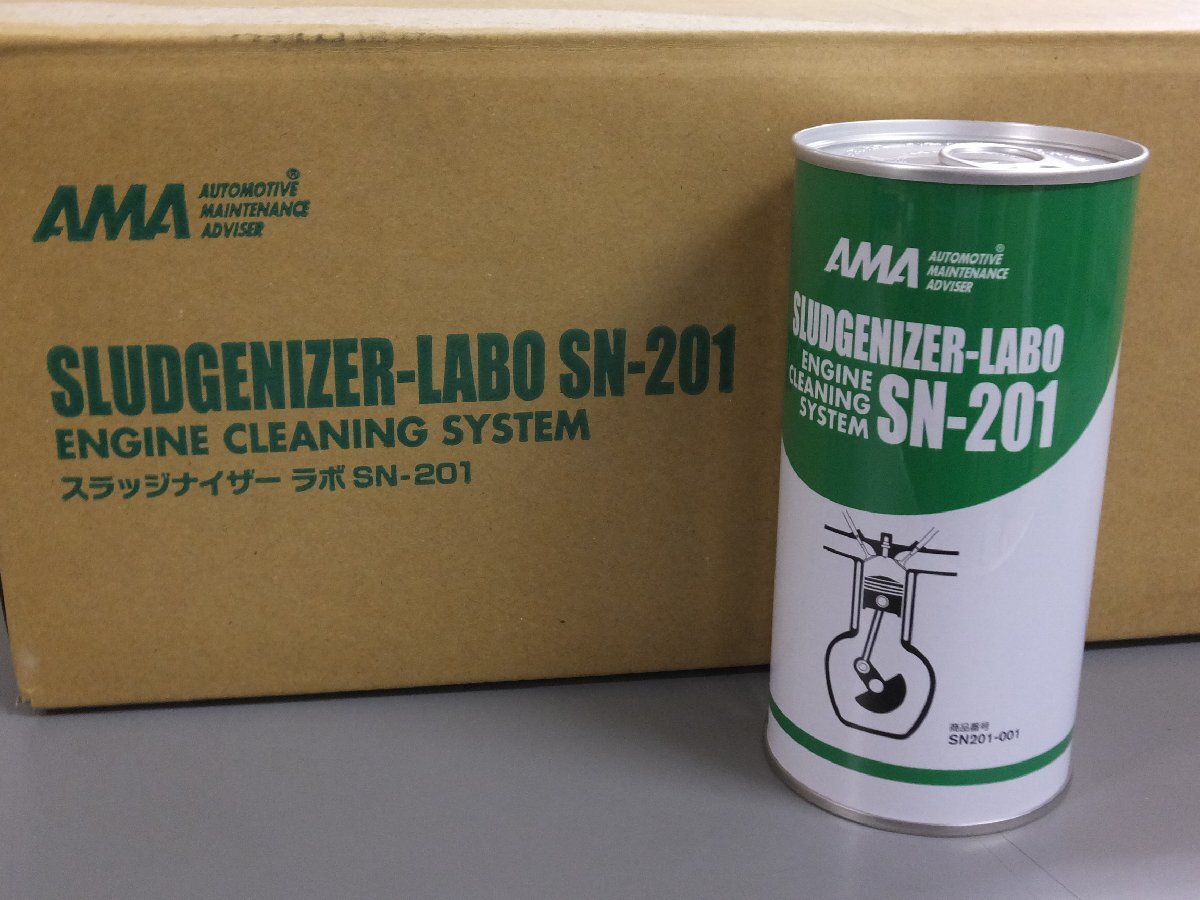 AMA AUTOMOTIVE®
MAINTENANCE
ADVISER
SLUDGENIZER-LABO SN-201
ENGINE CLEANING SYSTEM
スラッジナイザー ラボ SN-201
AMA AUTOMOTIVE®
MAINTENANCE
ADVISER
SLUDGENIZER-LABO
ENGINE
CLEANING
SYSTEM
SN-201
商品番号
SN201-001